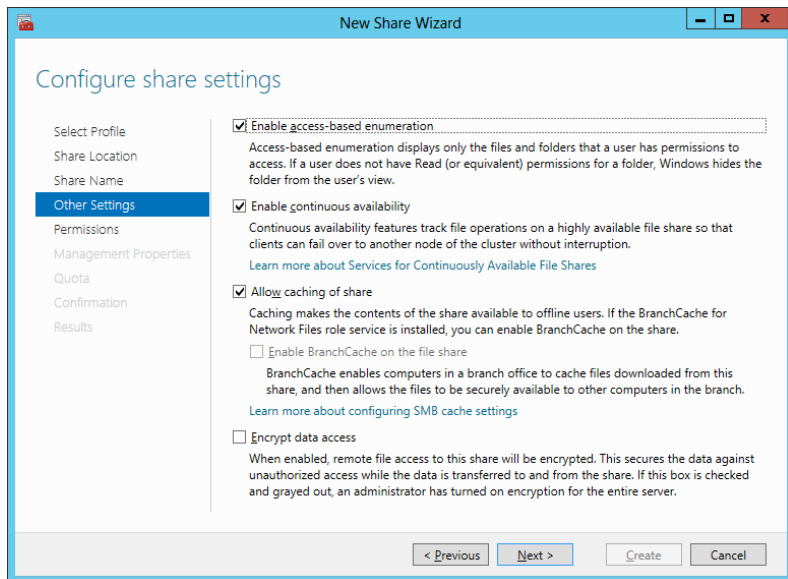 New Share Wizard
Configure share settings
Select Profile
Share Location
Share Name
Other Settings
Permissions
Management Properties
Quota
Confirmation
Results
Enable access-based enumeration
Access-based enumeration displays only the files and folders that a user has permissions to
access. If a user does not have Read (or equivalent) permissions for a folder, Windows hides the
folder from the user's view.
Enable continuous availability
Continuous availability features track file operations on a highly available file share so that
clients can fail over to another node of the cluster without interruption.
Learn more about Services for Continuously Available File Shares
Allow caching of share
Caching makes the contents of the share available to offline users. If the BranchCache for
Network Files role service is installed, you can enable BranchCache on the share.
Enable BranchCache on the file share
BranchCache enables computers in a branch office to cache files downloaded from this
share, and then allows the files to be securely available to other computers in the branch.
Learn more about configuring SMB cache settings
Encrypt data access
When enabled, remote file access to this share will be encrypted. This secures the data against
unauthorized access while the data is transferred to and from the share. If this box is checked
and grayed out, an administrator has turned on encryption for the entire server.
< Previous
Next >
Create
Cancel